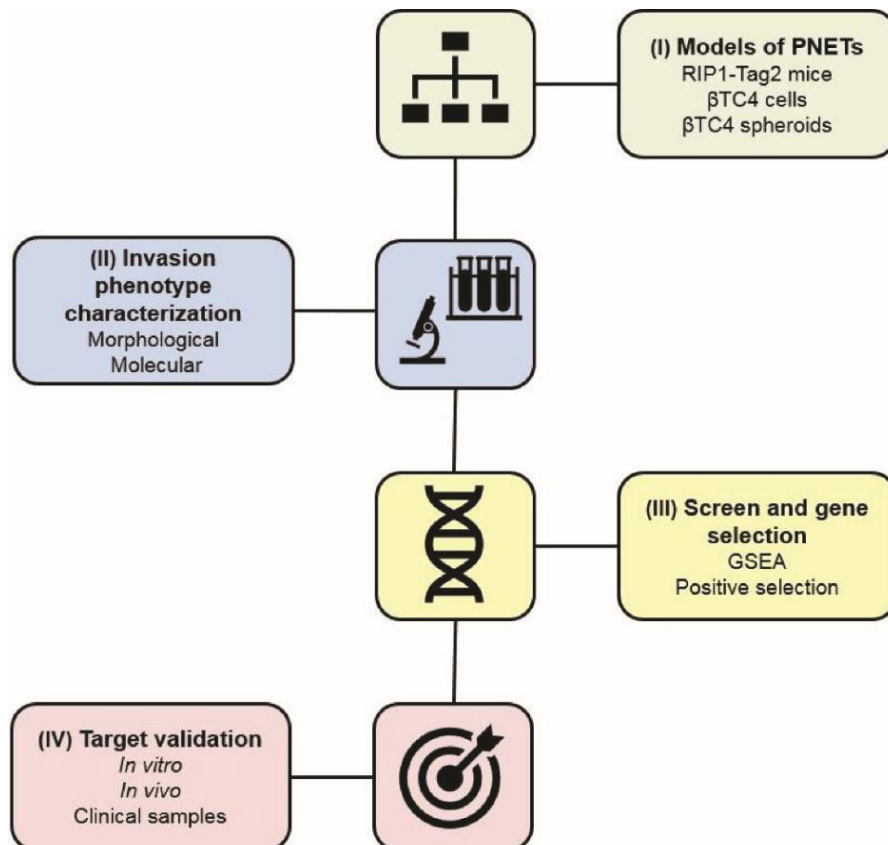 (I) Models of PNETs
RIP1-Tag2 mice
βTC4 cells
βTC4 spheroids
(II) Invasion
phenotype
characterization
Morphological
Molecular
(III) Screen and gene
selection
GSEA
Positive selection
(IV) Target validation
In vitro
In vivo
Clinical samples